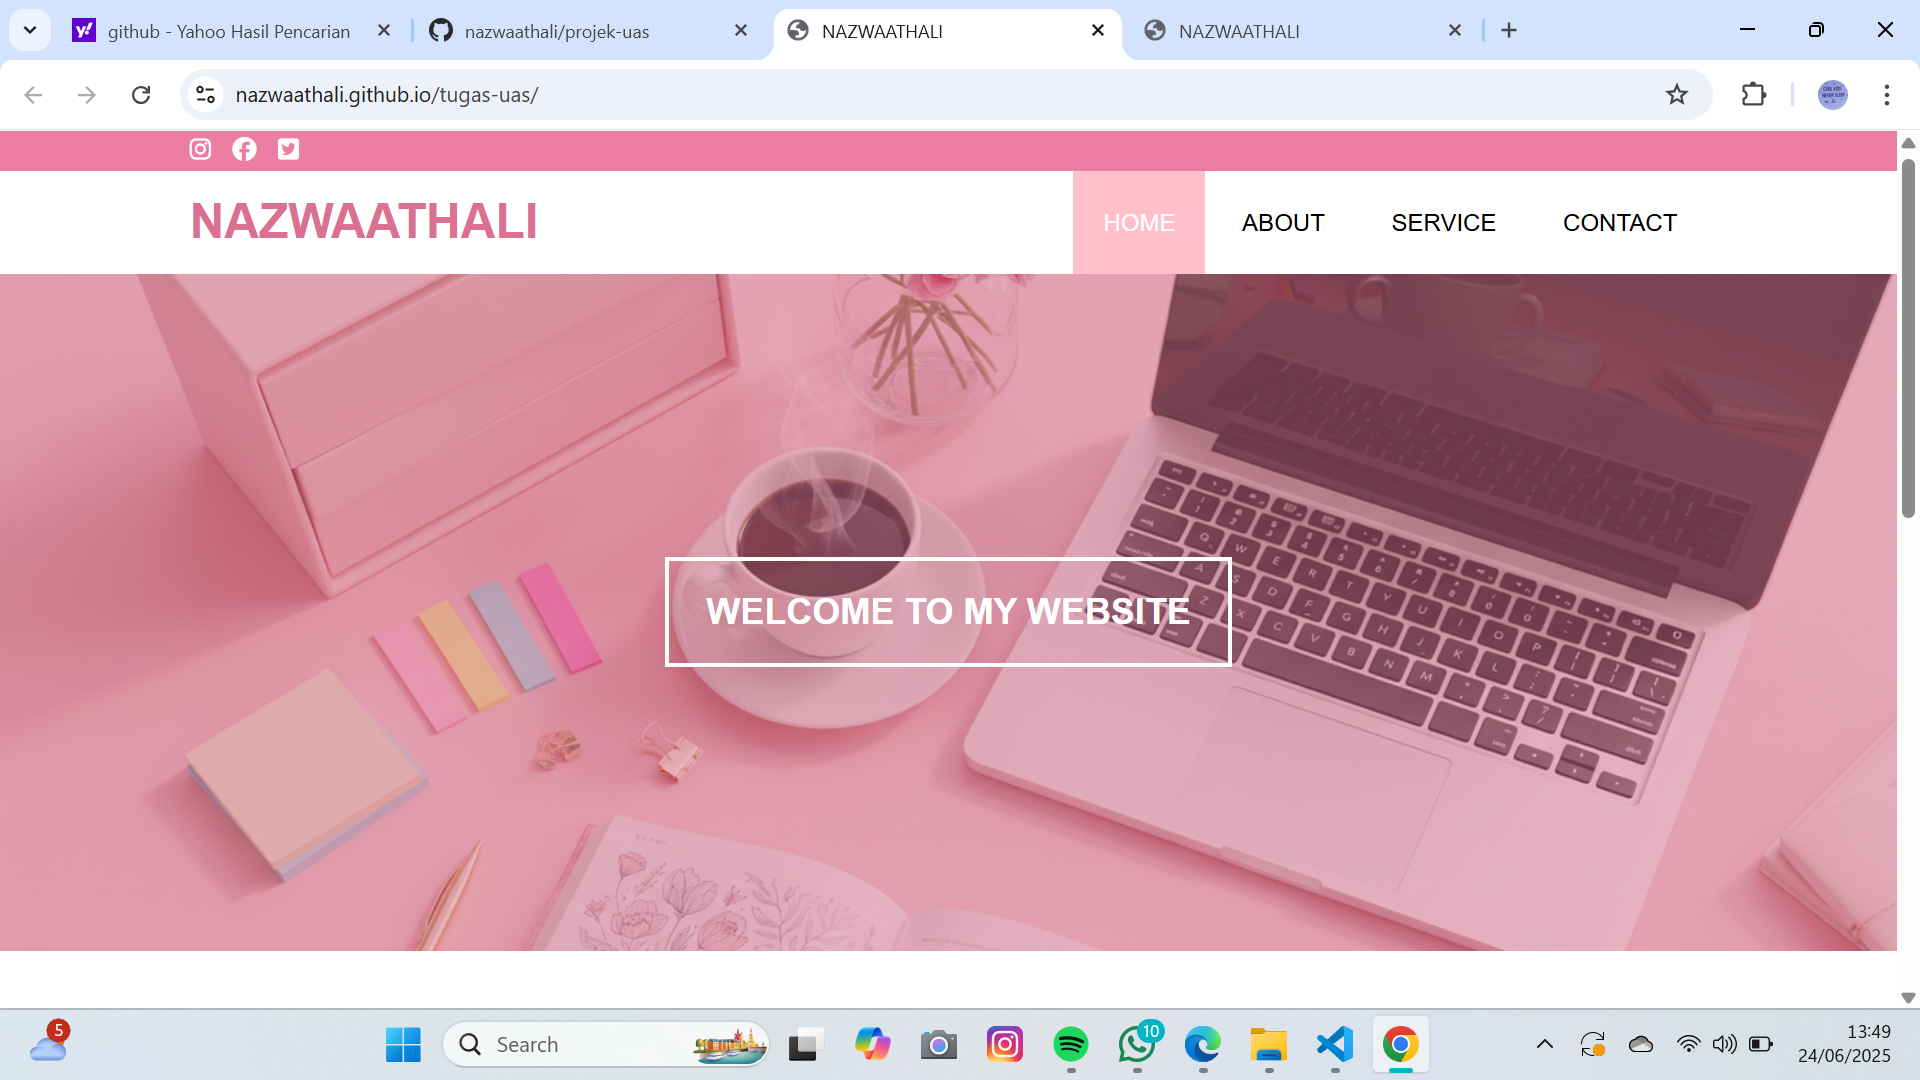 github - Yahoo Hasil Pencarian
nazwaathali/projek-uas
NAZWAATHALI
NAZWAATHALI
nazwaathali.github.io/tugas-uas/
NAZWAATHALI
HOME
ABOUT
SERVICE
CONTACT
WELCOME TO MY WEBSITE
5
Search
10
13:49
24/06/2025